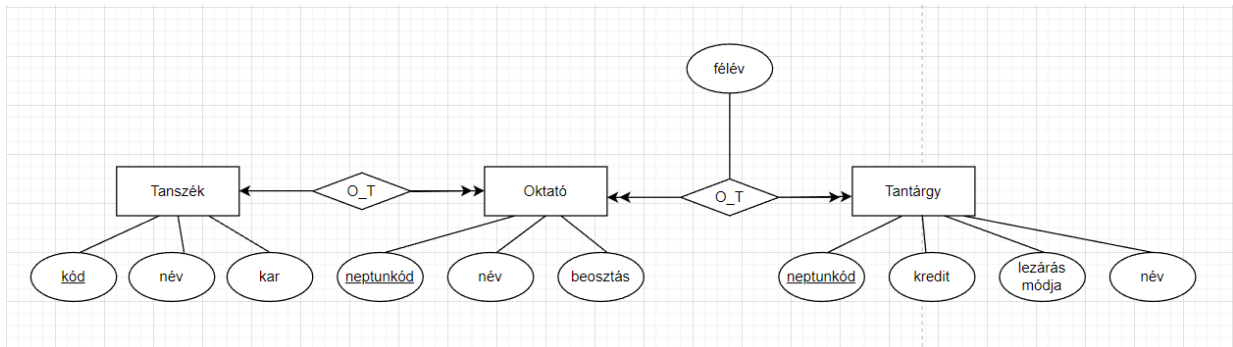 félév
Tanszék
O_T
Oktató
O_T
Tantárgy
kód
név
kar
neptunkód
név
beosztás
neptunkód
kredit
lezárás
módja
név